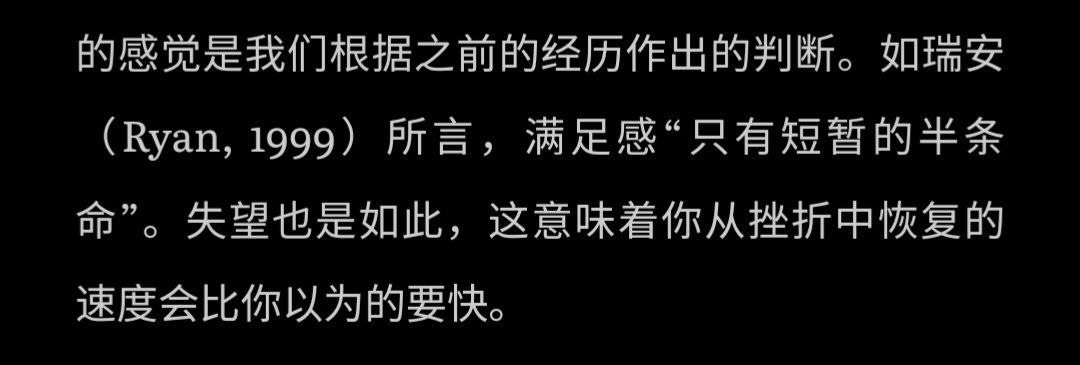 的感觉是我们根据之前的经历作出的判断。如瑞安
（Ryan, 1999）所言，满足感“只有短暂的半条
命”。失望也是如此，这意味着你从挫折中恢复的
速度会比你以为的要快。